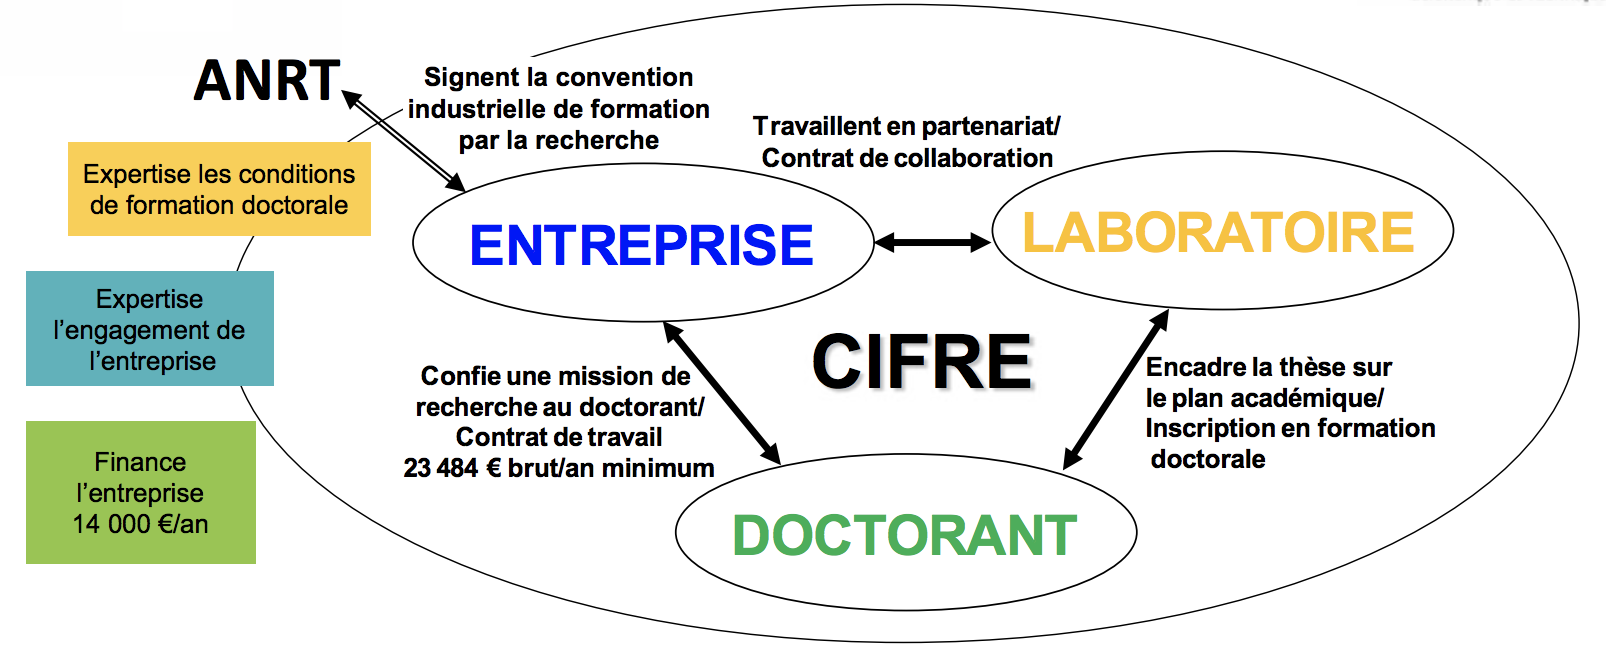 ANRT
Signent la convention
industrielle de formation
par la recherche
Travaillent en partenariat/
Contrat de collaboration
Expertise les conditions
de formation doctorale
ENTREPRISE
LABORATOIRE
Expertise
l’engagement de
l’entreprise
CIFRE
Confie une mission de
recherche au doctorant/
Contrat de travail
23 484 € brut/an minimum
Encadre la thèse sur
le plan académique/
Inscription en formation
doctorale
Finance
l’entreprise
14 000 €/an
DOCTORANT